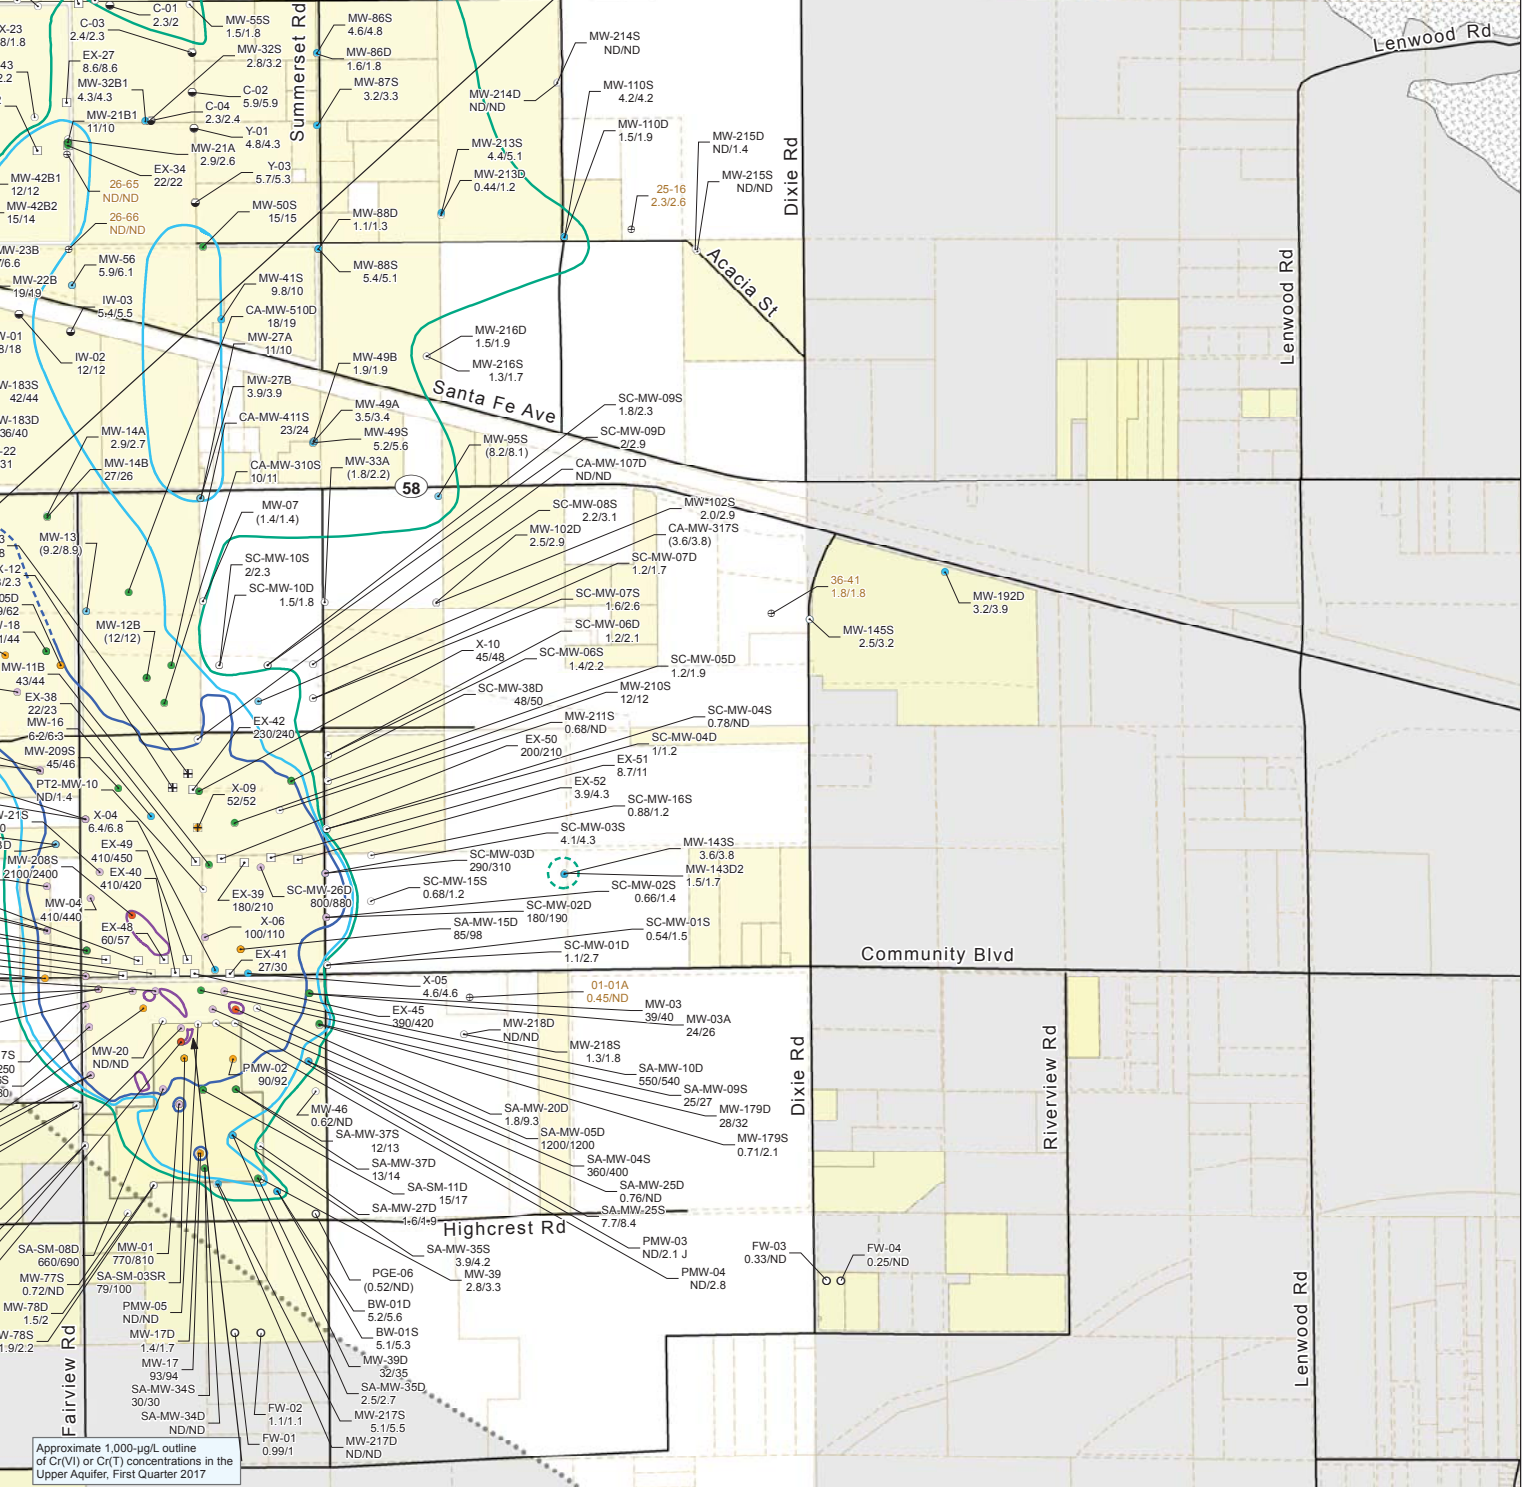 C-01
2.3/2
C-03
2.4/2.3
MW-55S
1.5/1.8
MW-86S
4.6/4.8
MW-214S
ND/ND
Lenwood Rd
X-23
8/1.8
EX-27
8.6/8.6
MW-32S
2.8/3.2
MW-86D
1.6/1.8
Summerset Rd
MW-32B1
4.3/4.3
C-02
5.9/5.9
MW-87S
3.2/3.3
MW-214D
ND/ND
MW-110S
4.2/4.2
MW-21B1
11/10
C-04
2.3/2.4
Y-01
4.8/4.3
MW-110D
1.5/1.9
MW-215D
ND/1.4
MW-21A
2.9/2.6
MW-213S
4.4/5.1
Dixie Rd
EX-34
22/22
Y-03
5.7/5.3
MW-213D
0.44/1.2
MW-215S
ND/ND
MW-42B1
12/12
26-65
ND/ND
25-16
2.3/2.6
MW-42B2
15/14
MW-50S
15/15
MW-88D
1.1/1.3
26-66
ND/ND
MW-23B
/6.6
MW-56
5.9/6.1
MW-88S
5.4/5.1
Acacia St
Lenwood Rd
MW-22B
19/19
MW-41S
9.8/10
IW-03
5.4/5.5
CA-MW-510D
18/19
MW-27A
11/10
MW-216D
1.5/1.9
IW-02
12/12
MW-49B
1.9/1.9
MW-216S
1.3/1.7
W-183S
42/44
MW-27B
3.9/3.9
Santa Fe Ave
SC-MW-09S
1.8/2.3
W-183D
36/40
CA-MW-411S
23/24
MW-49A
3.5/3.4
MW-14A
2.9/2.7
MW-49S
5.2/5.6
MW-95S
(8.2/8.1)
SC-MW-09D
2/2.9
MW-14B
27/26
CA-MW-310S
10/11
MW-33A
(1.8/2.2)
CA-MW-107D
ND/ND
58
MW-07
(1.4/1.4)
SC-MW-08S
2.2/3.1
MW-102S
2.0/2.9
MW-13
(9.2/8.9)
MW-102D
2.5/2.9
CA-MW-317S
(3.6/3.8)
SC-MW-10S
2/2.3
SC-MW-07D
1.2/1.7
SC-MW-10D
1.5/1.8
SC-MW-07S
1.6/2.6
36-41
1.8/1.8
MW-192D
3.2/3.9
MW-12B
(12/12)
SC-MW-06D
1.2/2.1
MW-145S
2.5/3.2
X-10
45/48
SC-MW-06S
1.4/2.2
MW-11B
43/44
SC-MW-05D
1.2/1.9
EX-38
22/23
SC-MW-38D
48/50
MW-210S
12/12
MW-16
6.2/6.3
EX-42
230/240
MW-211S
0.68/ND
SC-MW-04S
0.78/ND
MW-209S
45/46
EX-50
200/210
SC-MW-04D
1/1.2
PT2-MW-10
ND/1.4
X-09
52/52
EX-51
8.7/11
EX-52
3.9/4.3
X-04
6.4/6.8
SC-MW-16S
0.88/1.2
EX-49
410/450
SC-MW-03S
4.1/4.3
MW-143S
3.6/3.8
MW-208S
2100/2400
EX-40
410/420
SC-MW-03D
290/310
MW-143D2
1.5/1.7
EX-39
180/210
SC-MW-26D
800/880
SC-MW-15S
0.68/1.2
SC-MW-02S
0.66/1.4
MW-04
410/440
SC-MW-02D
180/190
EX-48
60/57
X-06
100/110
SA-MW-15D
85/98
SC-MW-01S
0.54/1.5
EX-41
27/30
SC-MW-01D
1.1/2.7
Community Blvd
X-05
4.6/4.6
01-01A
0.45/ND
EX-45
390/420
MW-03
39/40
MW-218D
ND/ND
MW-03A
24/26
Riverview Rd
MW-20
ND/ND
MW-218S
1.3/1.8
Dixie Rd
PMW-02
90/92
SA-MW-10D
550/540
SA-MW-09S
25/27
MW-46
0.62/ND
SA-MW-20D
1.8/9.3
MW-179D
28/32
SA-MW-37S
12/13
SA-MW-05D
1200/1200
MW-179S
0.71/2.1
SA-MW-37D
13/14
SA-MW-04S
360/400
SA-SM-11D
15/17
SA-MW-25D
0.76/ND
SA-MW-27D
1.6/1.9
SA-MW-25S
7.7/8.4
Highcrest Rd
SA-SM-08D
660/690
MW-01
770/810
SA-MW-35S
3.9/4.2
PMW-03
ND/2.1 J
FW-03
0.33/ND
FW-04
0.25/ND
MW-77S
0.72/ND
SA-SM-03SR
79/100
PGE-06
(0.52/ND)
MW-39
2.8/3.3
PMW-04
ND/2.8
MW-78D
1.5/2
PMW-05
ND/ND
BW-01D
5.2/5.6
W-78S
1.9/2.2
MW-17D
1.4/1.7
BW-01S
5.1/5.3
Lenwood Rd
Fairview Rd
MW-17
93/94
MW-39D
32/35
SA-MW-34S
30/30
SA-MW-35D
2.5/2.7
SA-MW-34D
ND/ND
FW-02
1.1/1.1
MW-217S
5.1/5.5
FW-01
0.99/1
MW-217D
ND/ND
Approximate 1,000-µg/L outline
of Cr(VI) or Cr(T) concentrations in the
Upper Aquifer, First Quarter 2017